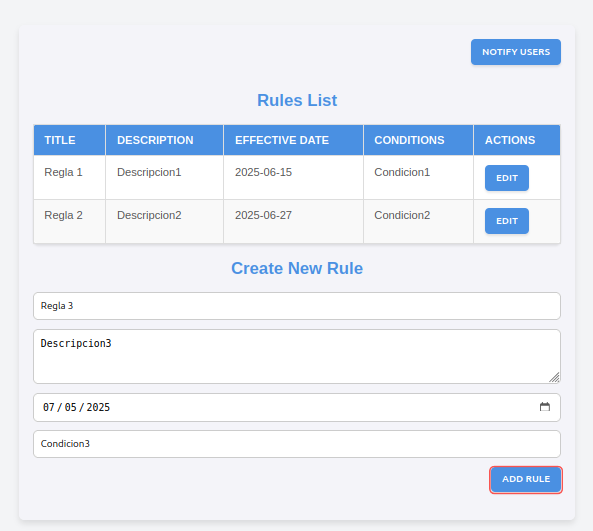 NOTIFY USERS
Rules List
TITLE DESCRIPTION EFFECTIVE DATE CONDITIONS ACTIONS
Regla 1 Descripcion1 2025-06-15 Condicion1 EDIT
Regla 2 Descripcion2 2025-06-27 Condicion2 EDIT
Create New Rule
Regla 3
Descripcion3
07/05/2025
Condicion3
ADD RULE